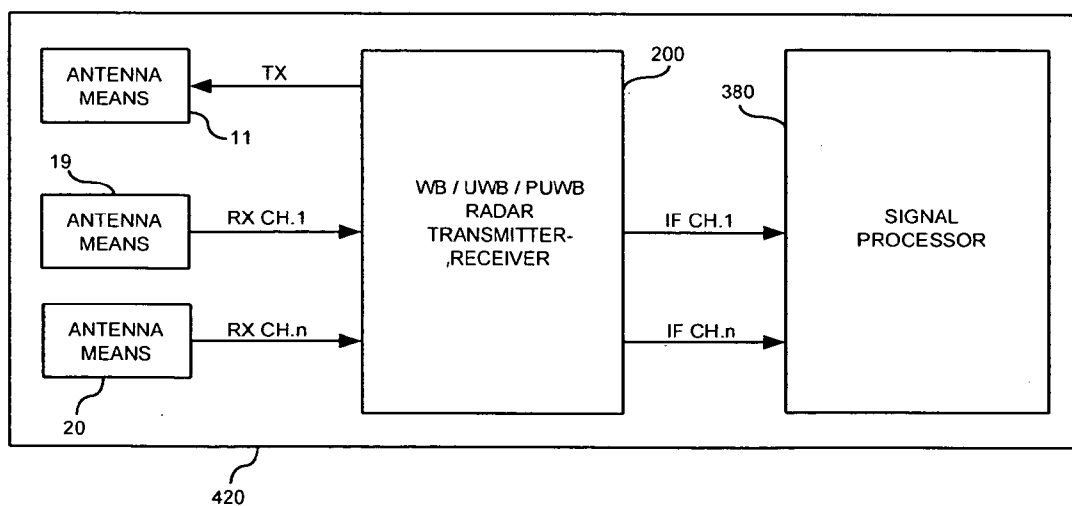 ANTENNA
MEANS
11
TX
200
380
19
ANTENNA
MEANS
RX CH.1
WB / UWB / PUWB
RADAR
TRANSMITTER-
,RECEIVER
IF CH.1
SIGNAL
PROCESSOR
ANTENNA
MEANS
RX CH.n
IF CH.n
20
420